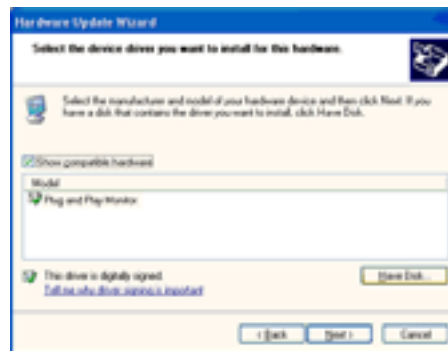 Hardware Update Wizard
Select the device driver you want to install for this hardware.
Select the manufacturer and model of your hardware device and then click Next. If you
have a disk that contains the driver you want to install, click Have Disk.
Show compatible hardware
Model
Plug and Play Monitor
This driver is digitally signed.
Tell me why driver signing is important
Have Disk...
< Back
Next >
Cancel